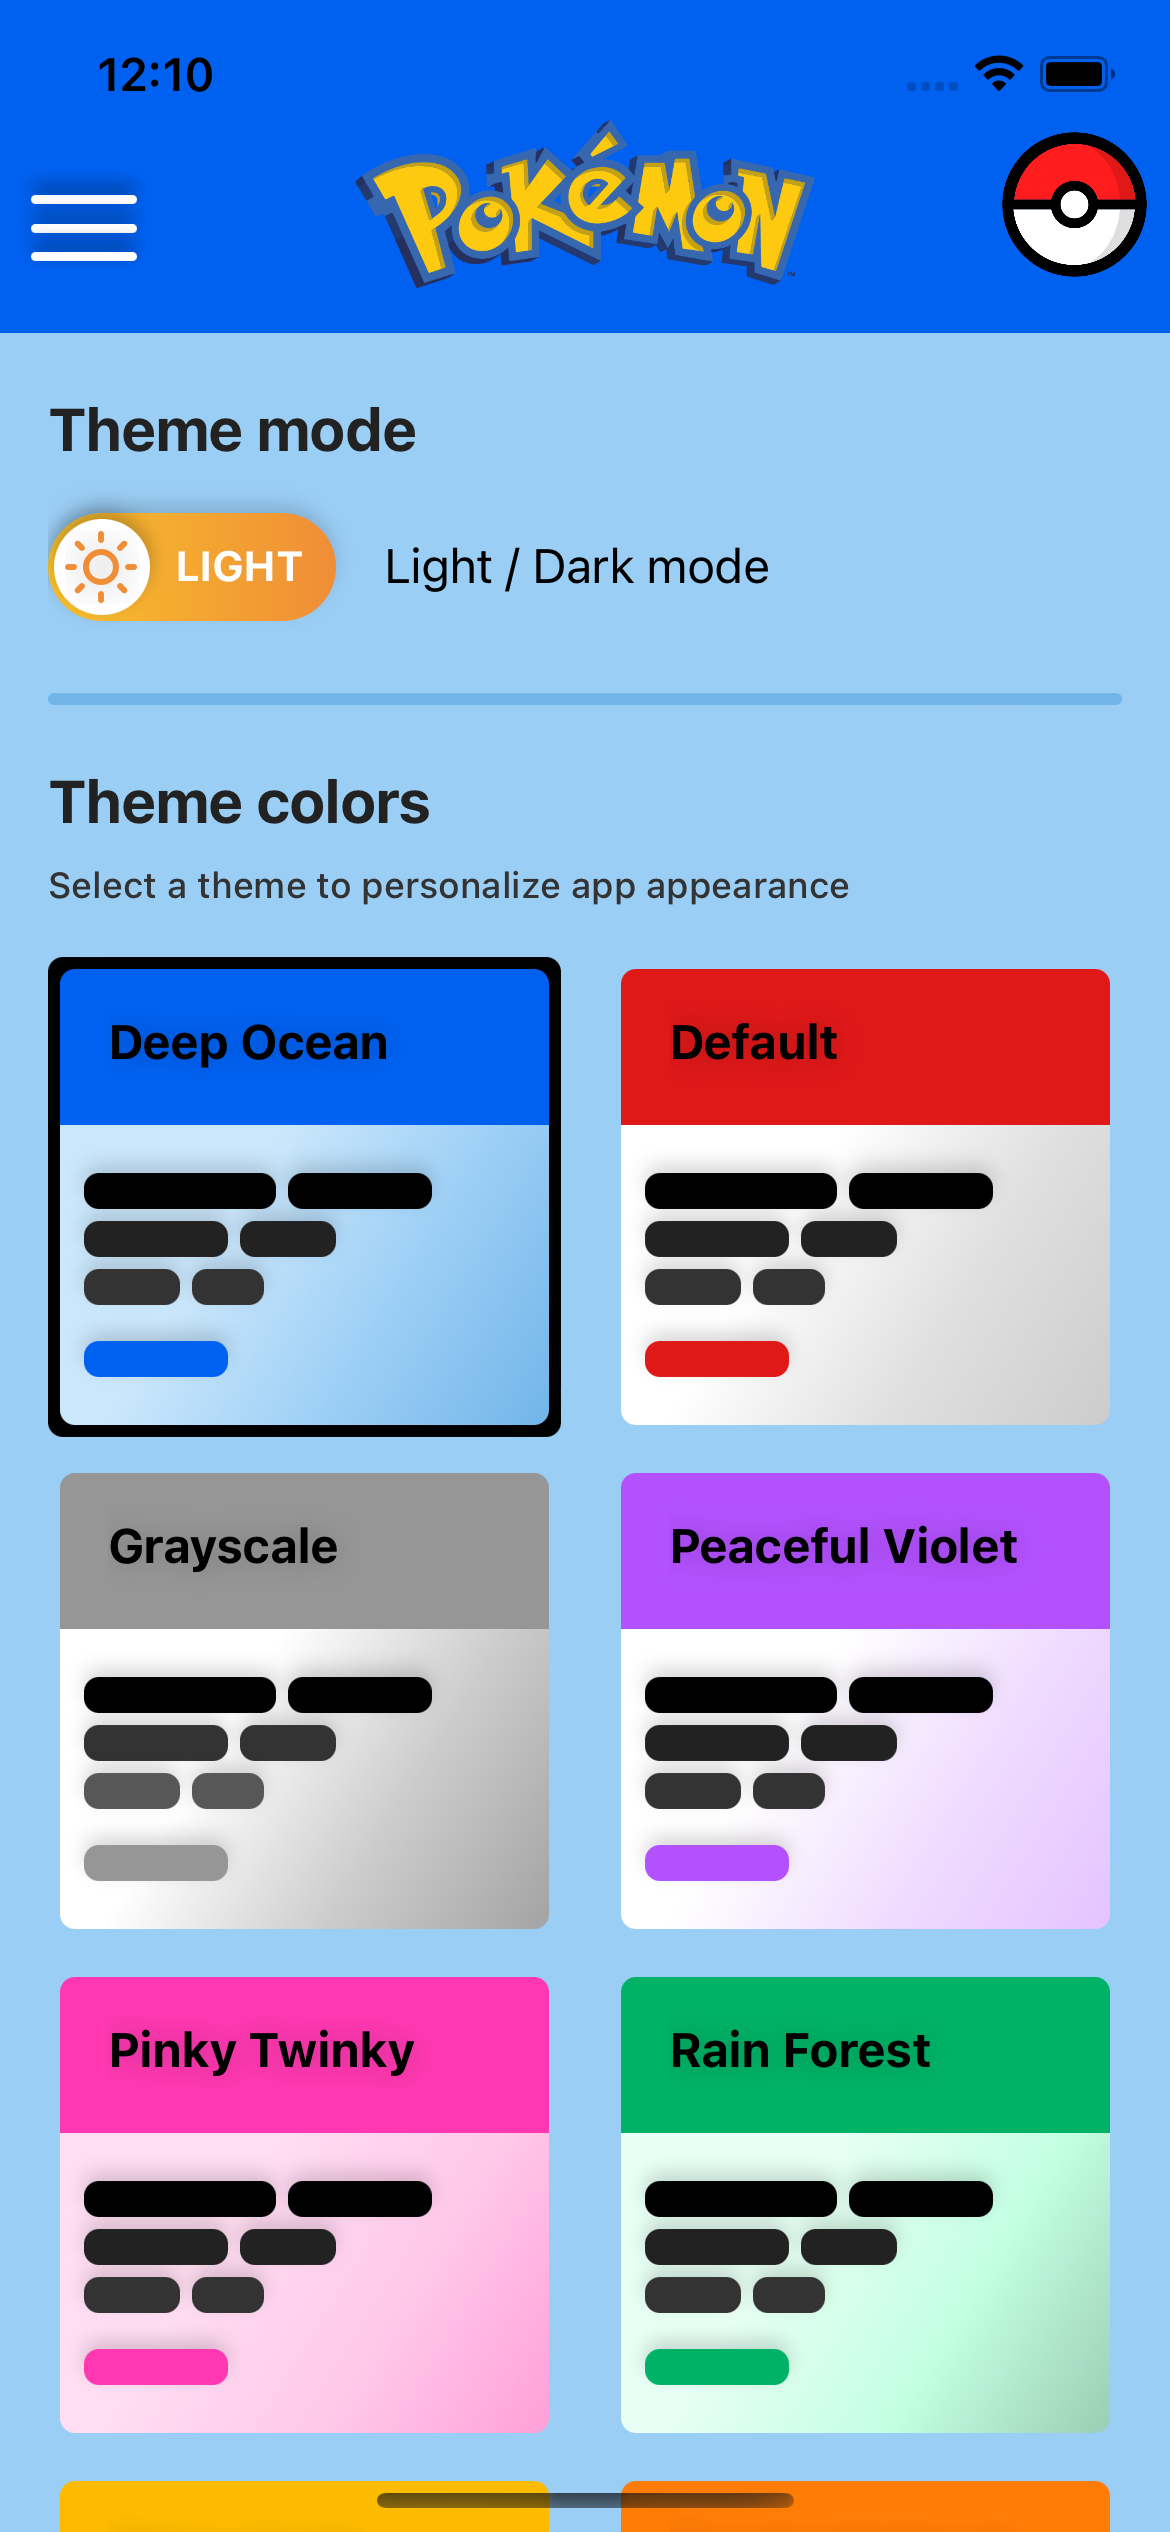 12:10
POKéMON
™
Theme mode
LIGHT
Light / Dark mode
Theme colors
Select a theme to personalize app appearance
Deep Ocean
Default
Grayscale
Peaceful Violet
Pinky Twinky
Rain Forest